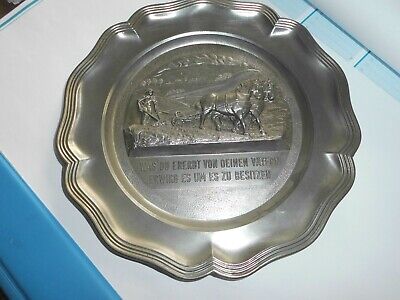 WAS DU ERERBT VON DEINEN VÄTERN
ERWIRB ES UM ES ZU BESITZEN